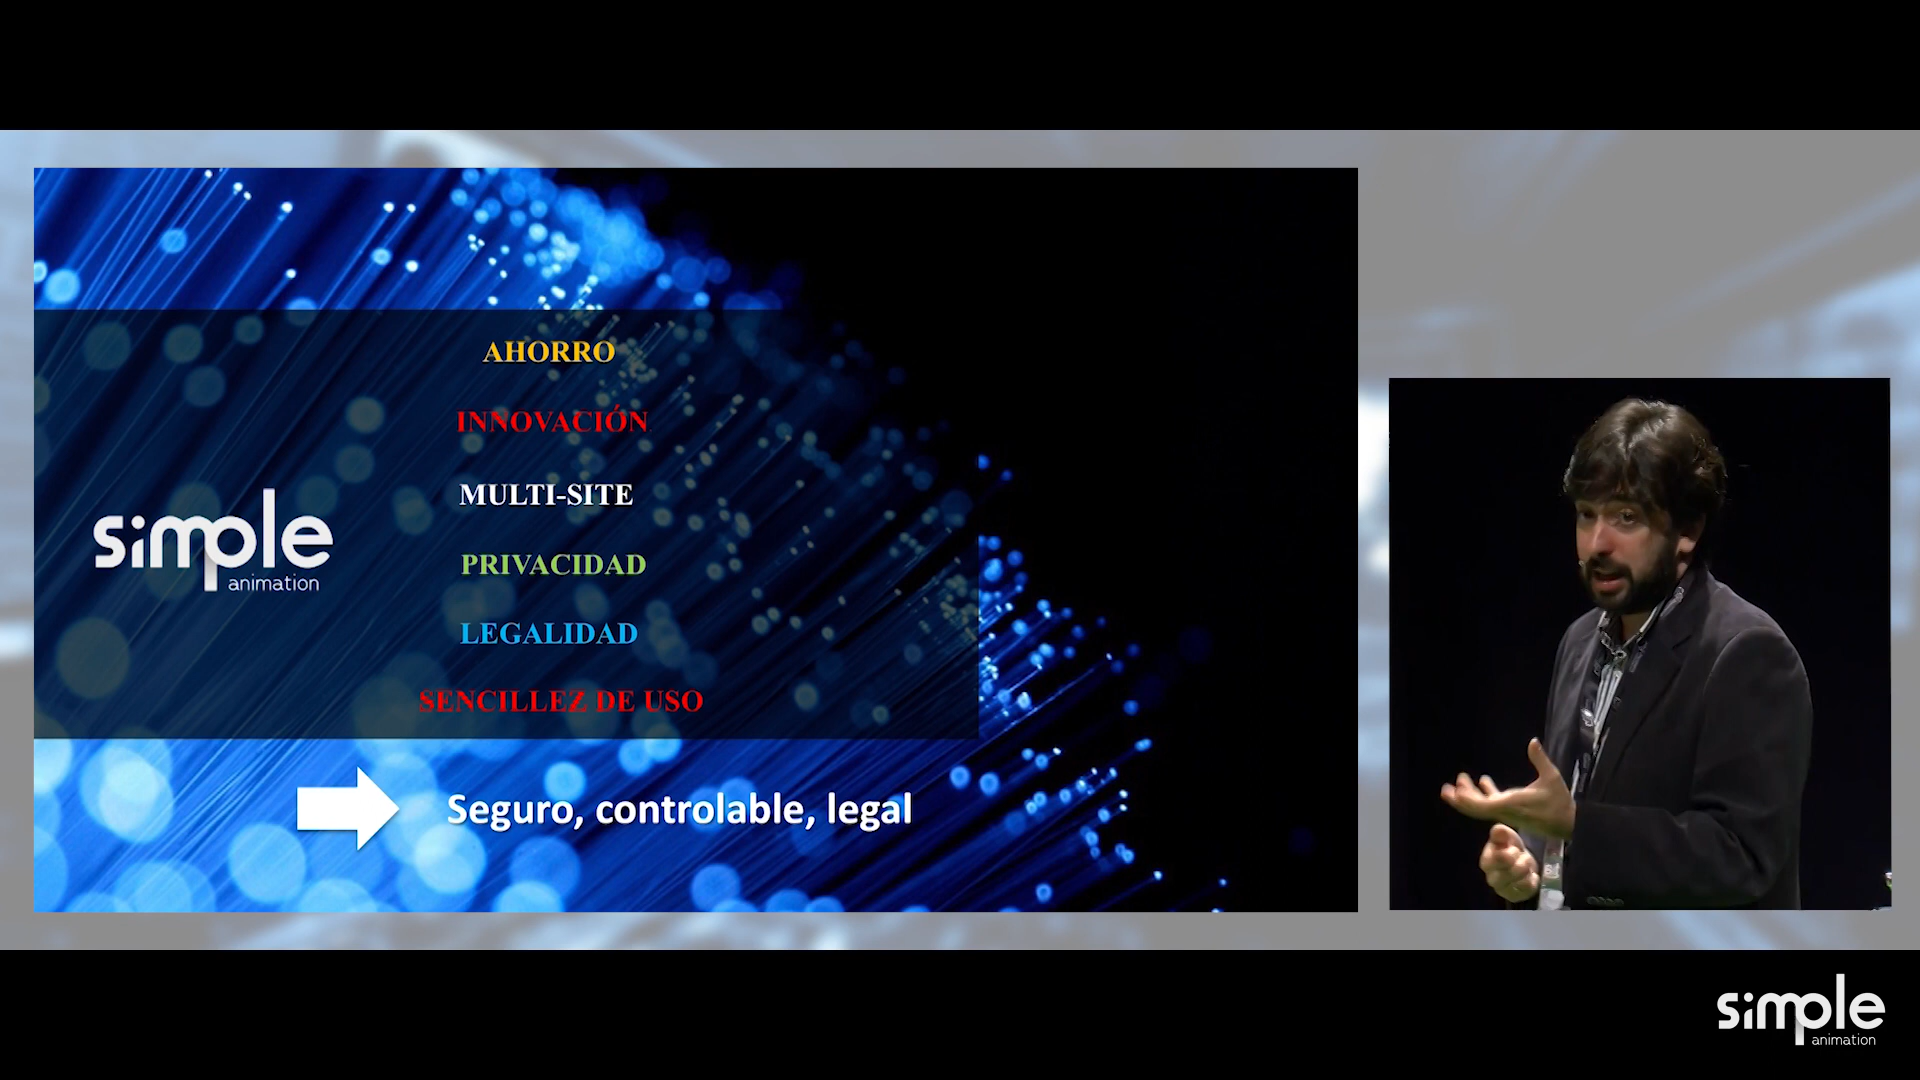 AHORRO
INNOVACIÓN
MULTI-SITE
PRIVACIDAD
LEGALIDAD
SENCILLEZ DE USO
simple
animation
Seguro, controlable, legal
simple
animation